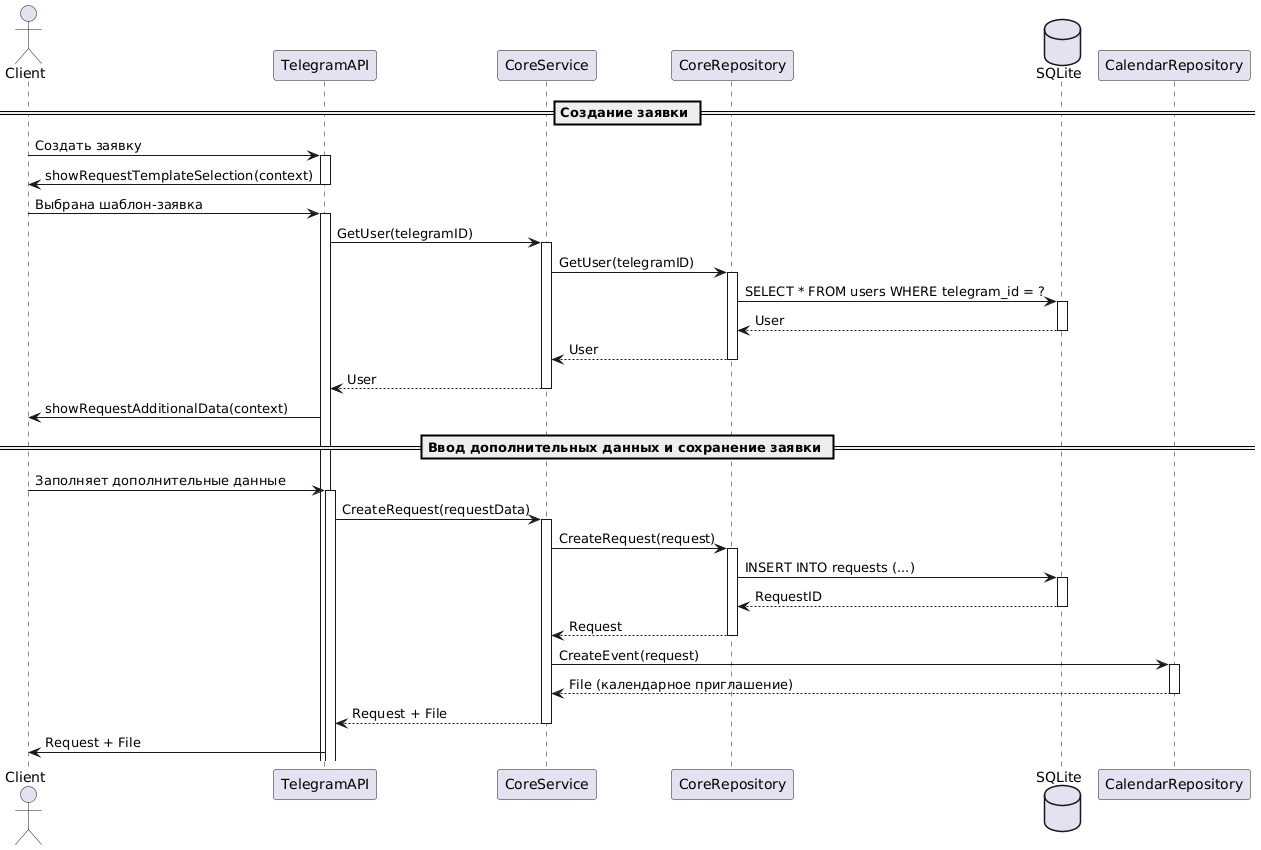 Client
TelegramAPI
CoreService
CoreRepository
SQLite
CalendarRepository
Создание заявки
Создать заявку
showRequestTemplateSelection(context)
Выбрана шаблон-заявка
GetUser(telegramID)
GetUser(telegramID)
SELECT * FROM users WHERE telegram_id = ?
User
User
User
showRequestAdditionalData(context)
Ввод дополнительных данных и сохранение заявки
Заполняет дополнительные данные
CreateRequest(requestData)
CreateRequest(request)
INSERT INTO requests (...)
RequestID
Request
CreateEvent(request)
File (календарное приглашение)
Request + File
Request + File
Client
TelegramAPI
CoreService
CoreRepository
SQLite
CalendarRepository